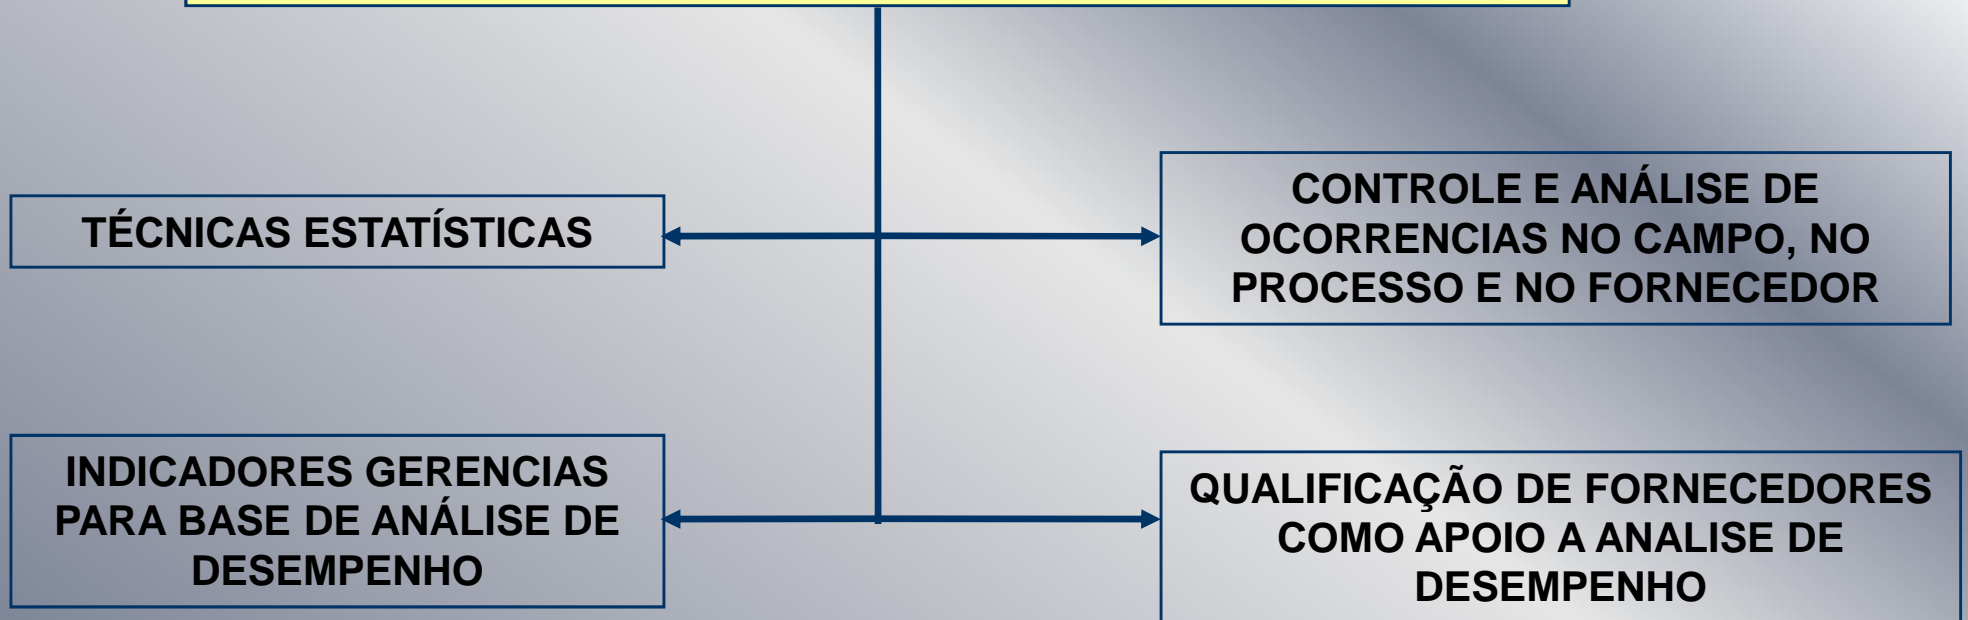 TÉCNICAS ESTATÍSTICAS
CONTROLE E ANÁLISE DE
OCORRENCIAS NO CAMPO, NO
PROCESSO E NO FORNECEDOR
INDICADORES GERENCIAS
PARA BASE DE ANÁLISE DE
DESEMPENHO
QUALIFICAÇÃO DE FORNECEDORES
COMO APOIO A ANALISE DE
DESEMPENHO